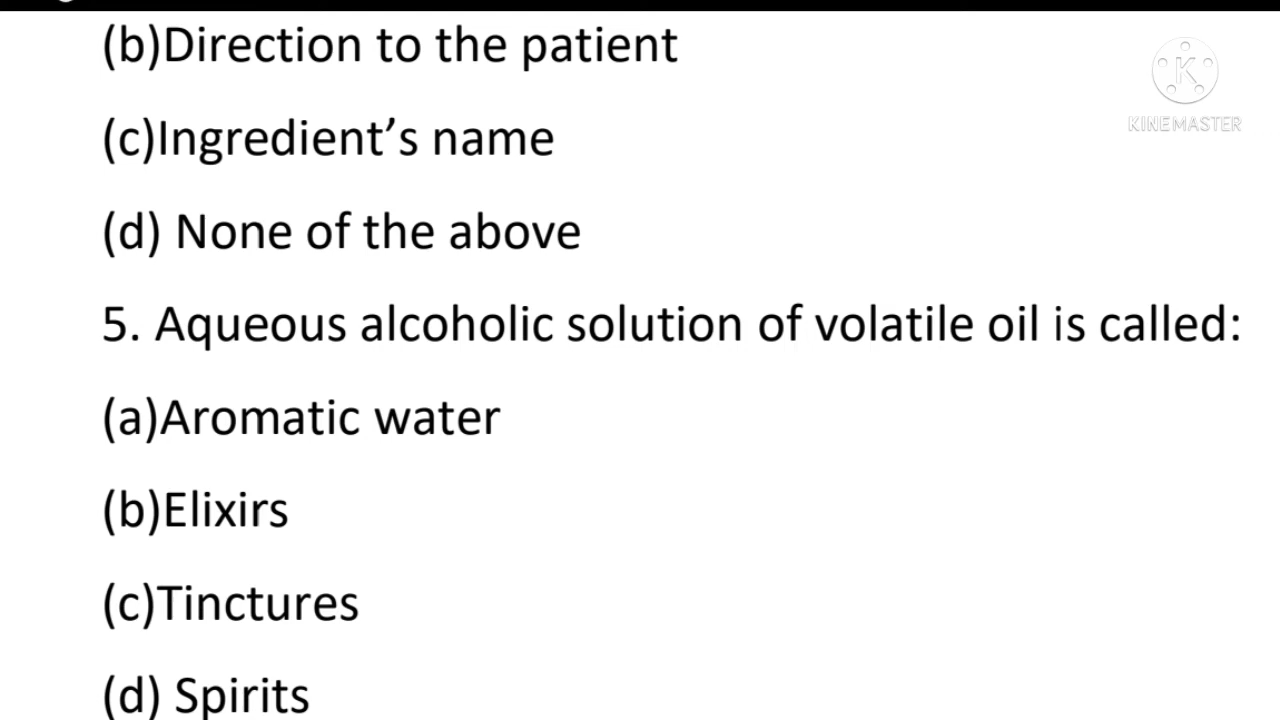 (b)Direction to the patient
K
KINEMASTER
(c)Ingredient’s name
(d) None of the above
5. Aqueous alcoholic solution of volatile oil is called:
(a)Aromatic water
(b)Elixirs
(c)Tinctures
(d) Spirits